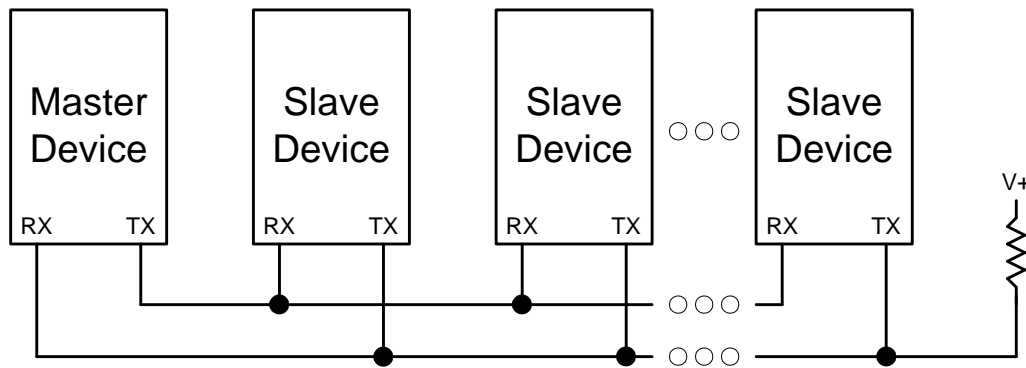 Master
Device
RX TX
Slave
Device
RX TX
Slave
Device
RX TX
Slave
Device
RX TX
V+